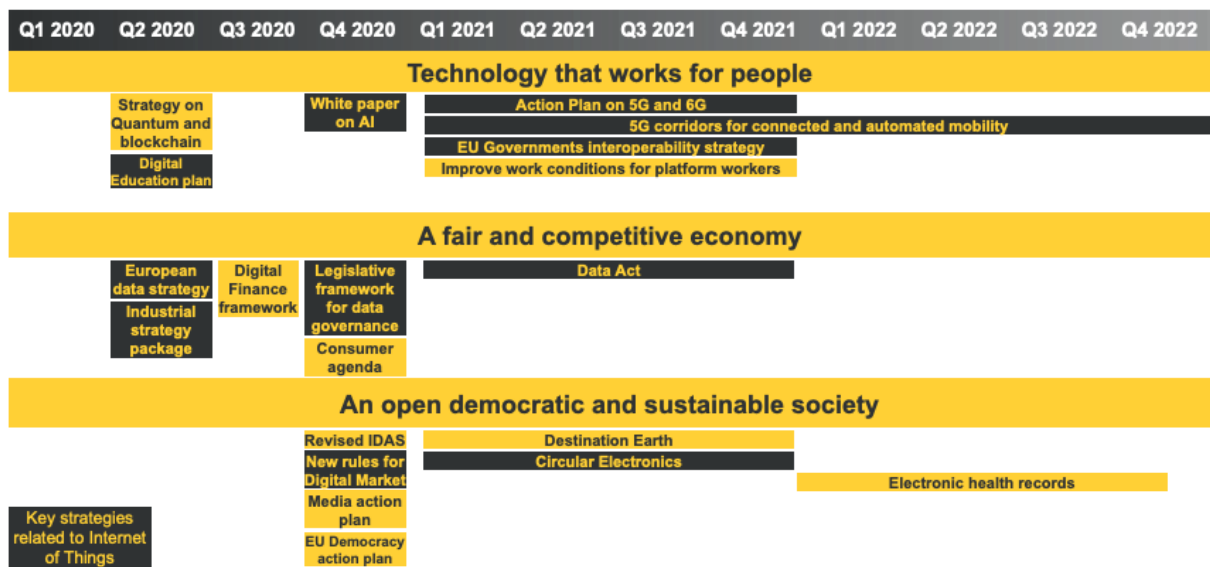 Q1 2020 Q2 2020 Q3 2020 Q4 2020 Q1 2021 Q2 2021 Q3 2021 Q4 2021 Q1 2022 Q2 2022 Q3 2022 Q4 2022
Technology that works for people
Strategy on
Quantum and
blockchain
Digital
Education plan
White paper
on AI
Action Plan on 5G and 6G
5G corridors for connected and automated mobility
EU Governments interoperability strategy
Improve work conditions for platform workers
A fair and competitive economy
European
data strategy
Industrial
strategy
package
Digital
Finance
framework
Legislative
framework
for data
governance
Consumer
agenda
Data Act
An open democratic and sustainable society
Revised IDAS
New rules for
Digital Market
Media action
plan
EU Democracy
action plan
Destination Earth
Circular Electronics
Electronic health records
Key strategies
related to Internet
of Things